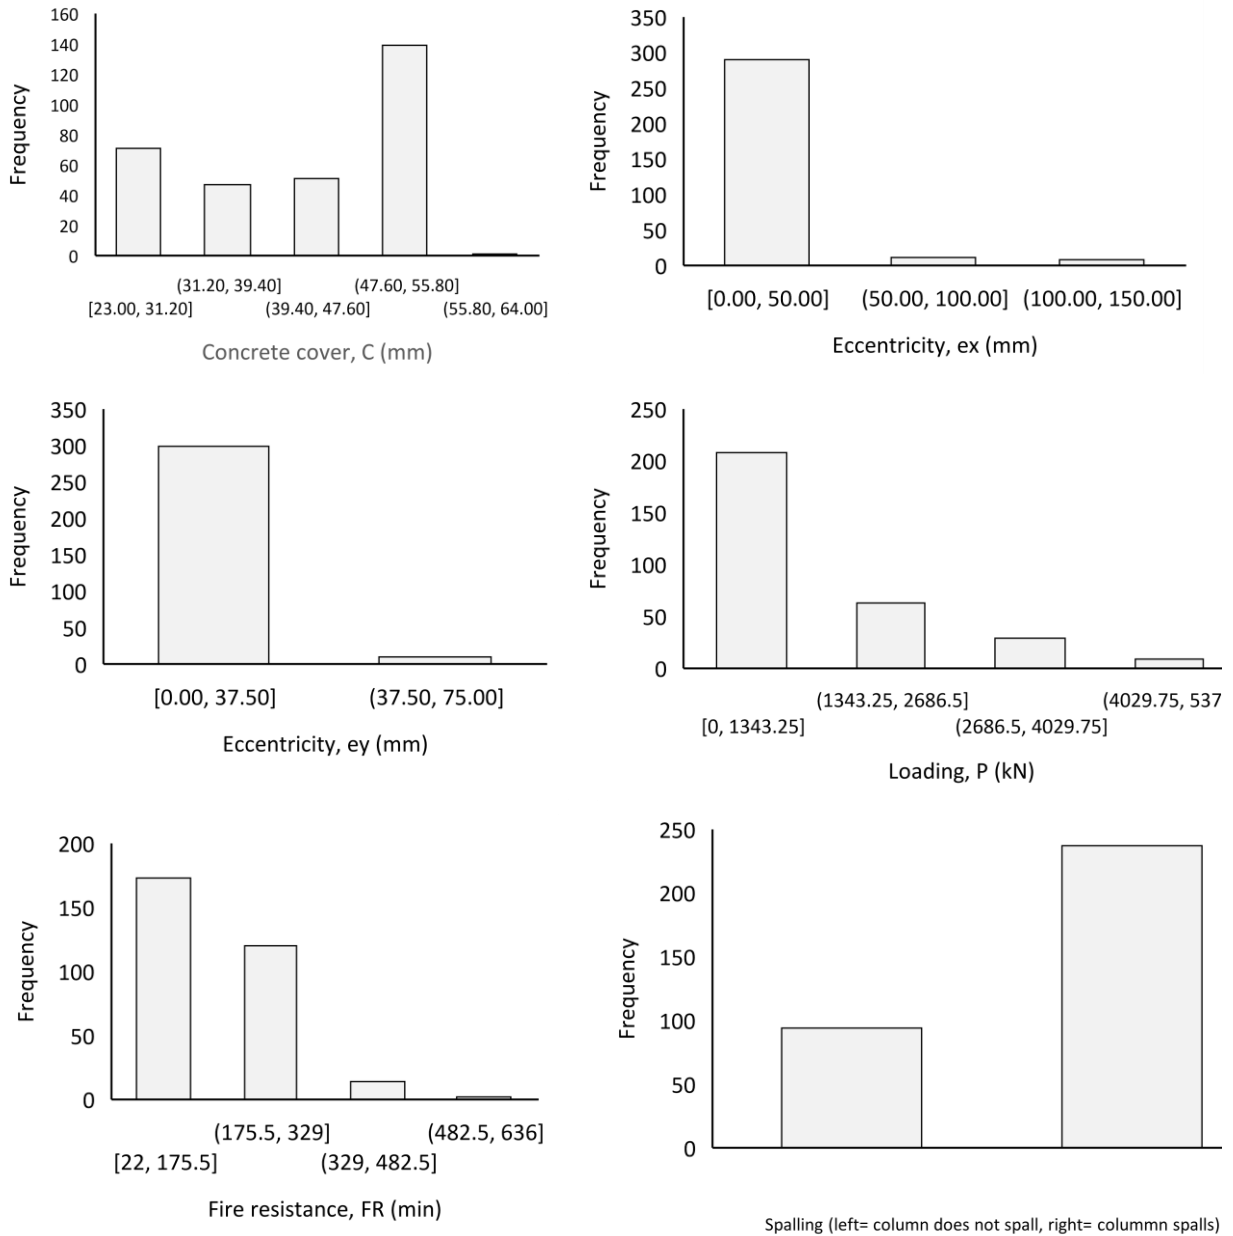 160
140
120
100
80
60
40
20
0
Frequency
(31.20, 39.40] (47.60, 55.80]
[23.00, 31.20] (39.40, 47.60] (55.80, 64.00]
Concrete cover, C (mm)
350
300
250
200
150
100
50
0
Frequency
[0.00, 50.00] (50.00, 100.00] (100.00, 150.00]
Eccentricity, ex (mm)
350
300
250
200
150
100
50
0
Frequency
[0.00, 37.50] (37.50, 75.00]
Eccentricity, ey (mm)
250
200
150
100
50
0
Frequency
(1343.25, 2686.5] (4029.75, 537
[0, 1343.25] (2686.5, 4029.75]
Loading, P (kN)
200
150
100
50
0
Frequency
(175.5, 329] (482.5, 636]
[22, 175.5] (329, 482.5]
Fire resistance, FR (min)
250
200
150
100
50
0
Frequency
Spalling (left= column does not spall, right= colummn spalls)